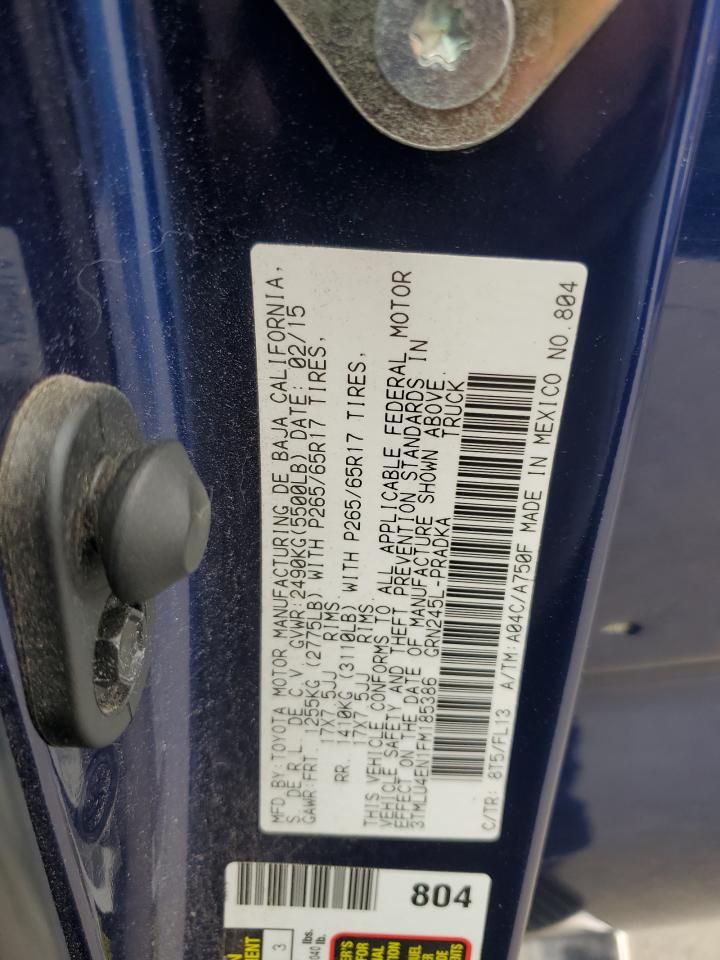 MFD BY: TOYOTA MOTOR MANUFACTURING DE BAJA CALIFORNIA,
S. DE R.L. DE C.V. GVWR: 2490KG(5500LB) DATE: 02/15
GAWR: FRT. 1255KG (2775LB) WITH P265/65R17 TIRES,
17X7.5JJ RIMS
RR. 1410KG (3110LB) WITH P265/65R17 TIRES,
17X7.5JJ RIMS
THIS VEHICLE CONFORMS TO ALL APPLICABLE FEDERAL MOTOR
VEHICLE SAFETY AND THEFT PREVENTION STANDARDS IN
EFFECT ON THE DATE OF MANUFACTURE SHOWN ABOVE.
3TMLU4EN1FM185386 GRN245L-PRADKA TRUCK
C/TR: 8T5/FL13 A/TM: A04C/A750F MADE IN MEXICO NO.804
804
3